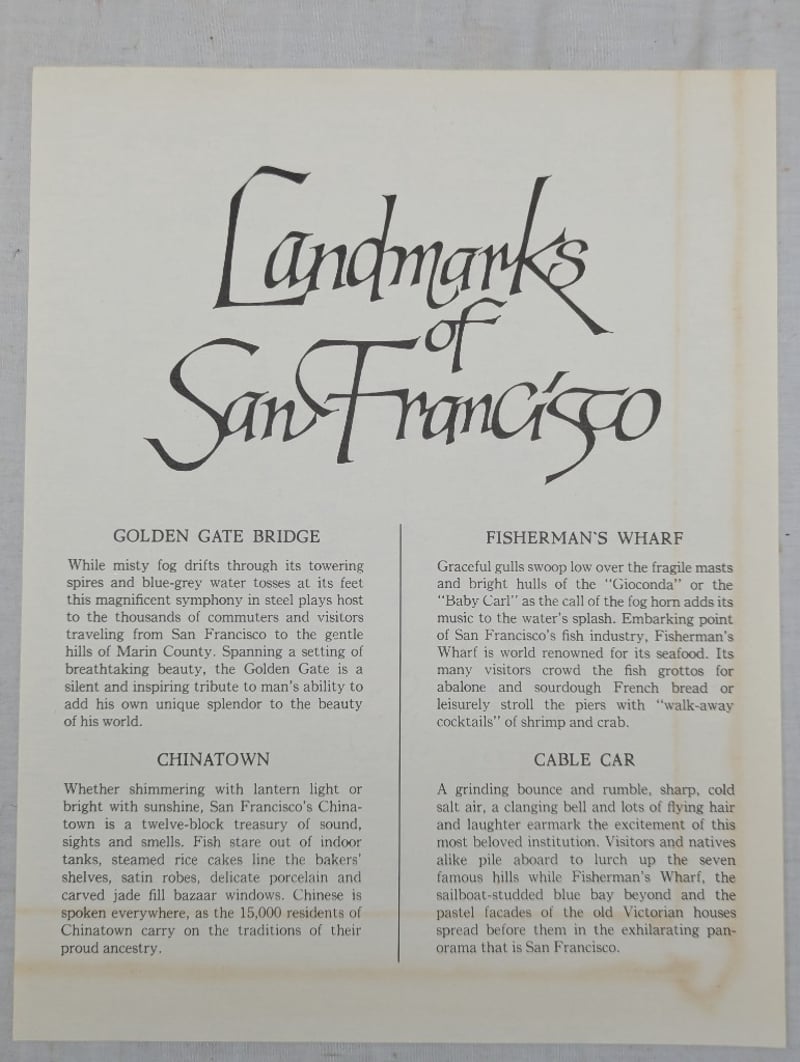 Landmarks
of
San Francisco
GOLDEN GATE BRIDGE
While misty fog drifts through its towering
spires and blue-grey water tosses at its feet
this magnificent symphony in steel plays host
to the thousands of commuters and visitors
traveling from San Francisco to the gentle
hills of Marin County. Spanning a setting of
breathtaking beauty, the Golden Gate is a
silent and inspiring tribute to man's ability to
add his own unique splendor to the beauty
of his world.
CHINATOWN
Whether shimmering with lantern light or
bright with sunshine, San Francisco's China-
town is a twelve-block treasury of sound,
sights and smells. Fish stare out of indoor
tanks, steamed rice cakes line the bakers'
shelves, satin robes, delicate porcelain and
carved jade fill bazaar windows. Chinese is
spoken everywhere, as the 15,000 residents of
Chinatown carry on the traditions of their
proud ancestry.
FISHERMAN'S WHARF
Graceful gulls swoop low over the fragile masts
and bright hulls of the "Gioconda" or the
"Baby Carl" as the call of the fog horn adds its
music to the water's splash. Embarking point
of San Francisco's fish industry, Fisherman's
Wharf is world renowned for its seafood. Its
many visitors crowd the fish grottos for
abalone and sourdough French bread or
leisurely stroll the piers with "walk-away
cocktails" of shrimp and crab.
CABLE CAR
A grinding bounce and rumble, sharp, cold
salt air, a clanging bell and lots of flying hair
and laughter earmark the excitement of this
most beloved institution. Visitors and natives
alike pile aboard to lurch up the seven
famous hills while Fisherman's Wharf, the
sailboat-studded blue bay beyond and the
pastel facades of the old Victorian houses
spread before them in the exhilarating pan-
orama that is San Francisco.